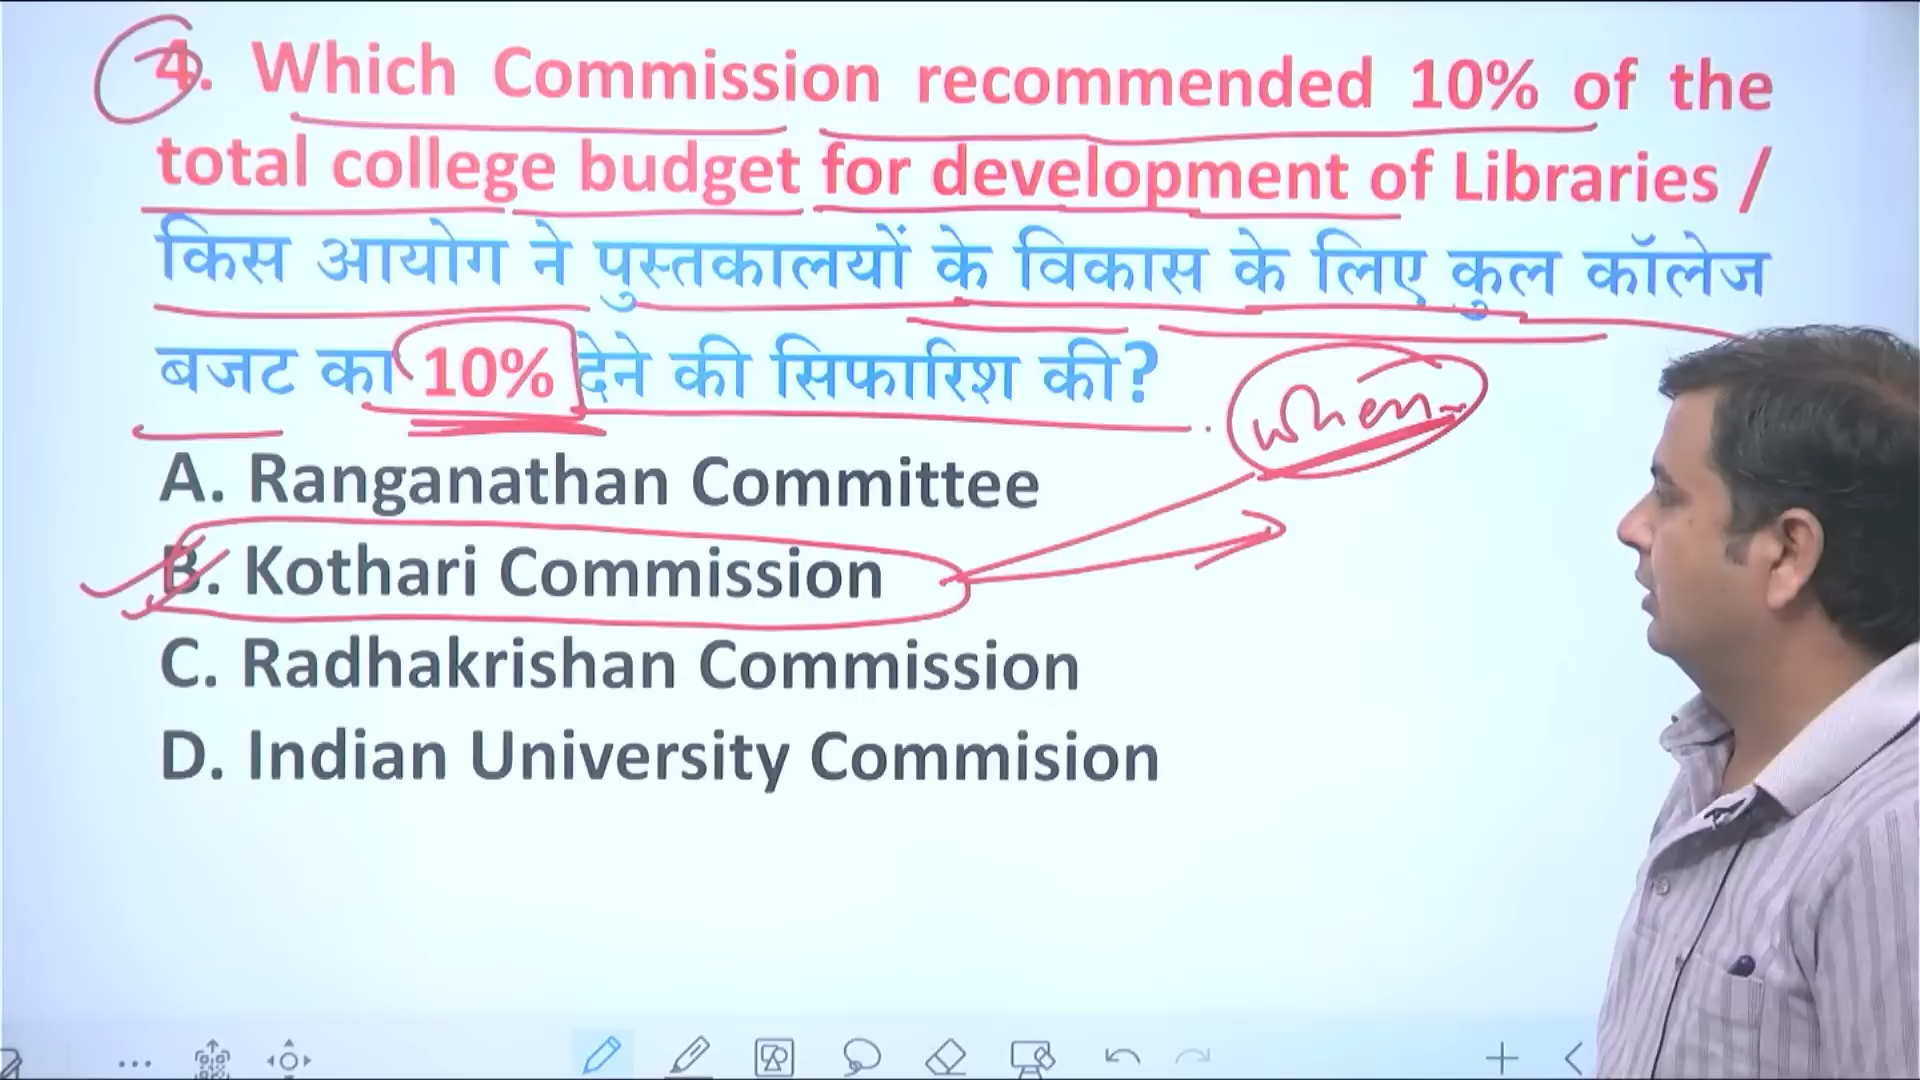 4. Which Commission recommended 10% of the
total college budget for development of Libraries /
किस आयोग ने पुस्तकालयों के विकास के लिए कुल कॉलेज
बजट का 10% देने की सिफारिश की?
when
A. Ranganathan Committee
B. Kothari Commission
C. Radhakrishan Commission
D. Indian University Commision